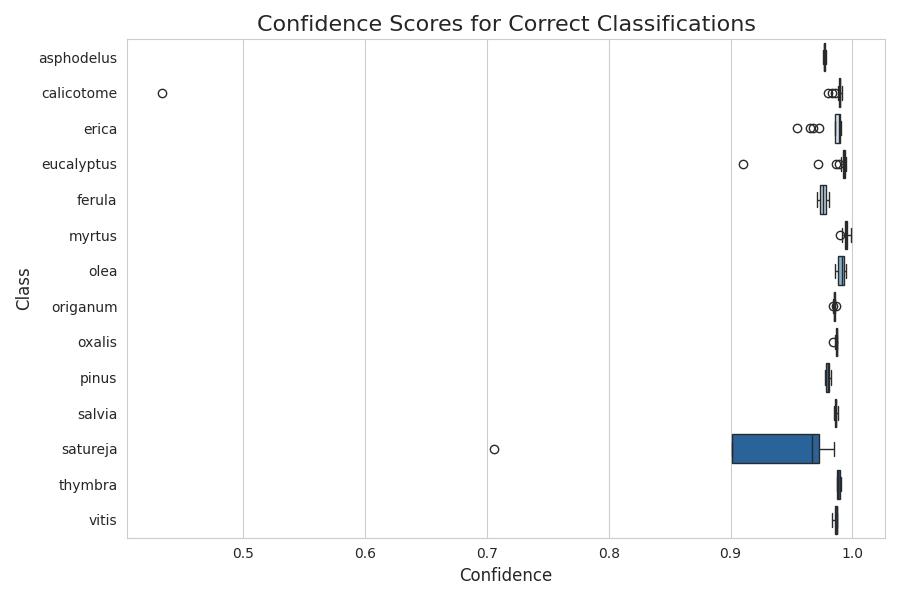 Confidence Scores for Correct Classifications
Class
asphodelus
calicotome
erica
eucalyptus
ferula
myrtus
olea
origanum
oxalis
pinus
salvia
satureja
thymbra
vitis
0.5 0.6 0.7 0.8 0.9 1.0
Confidence